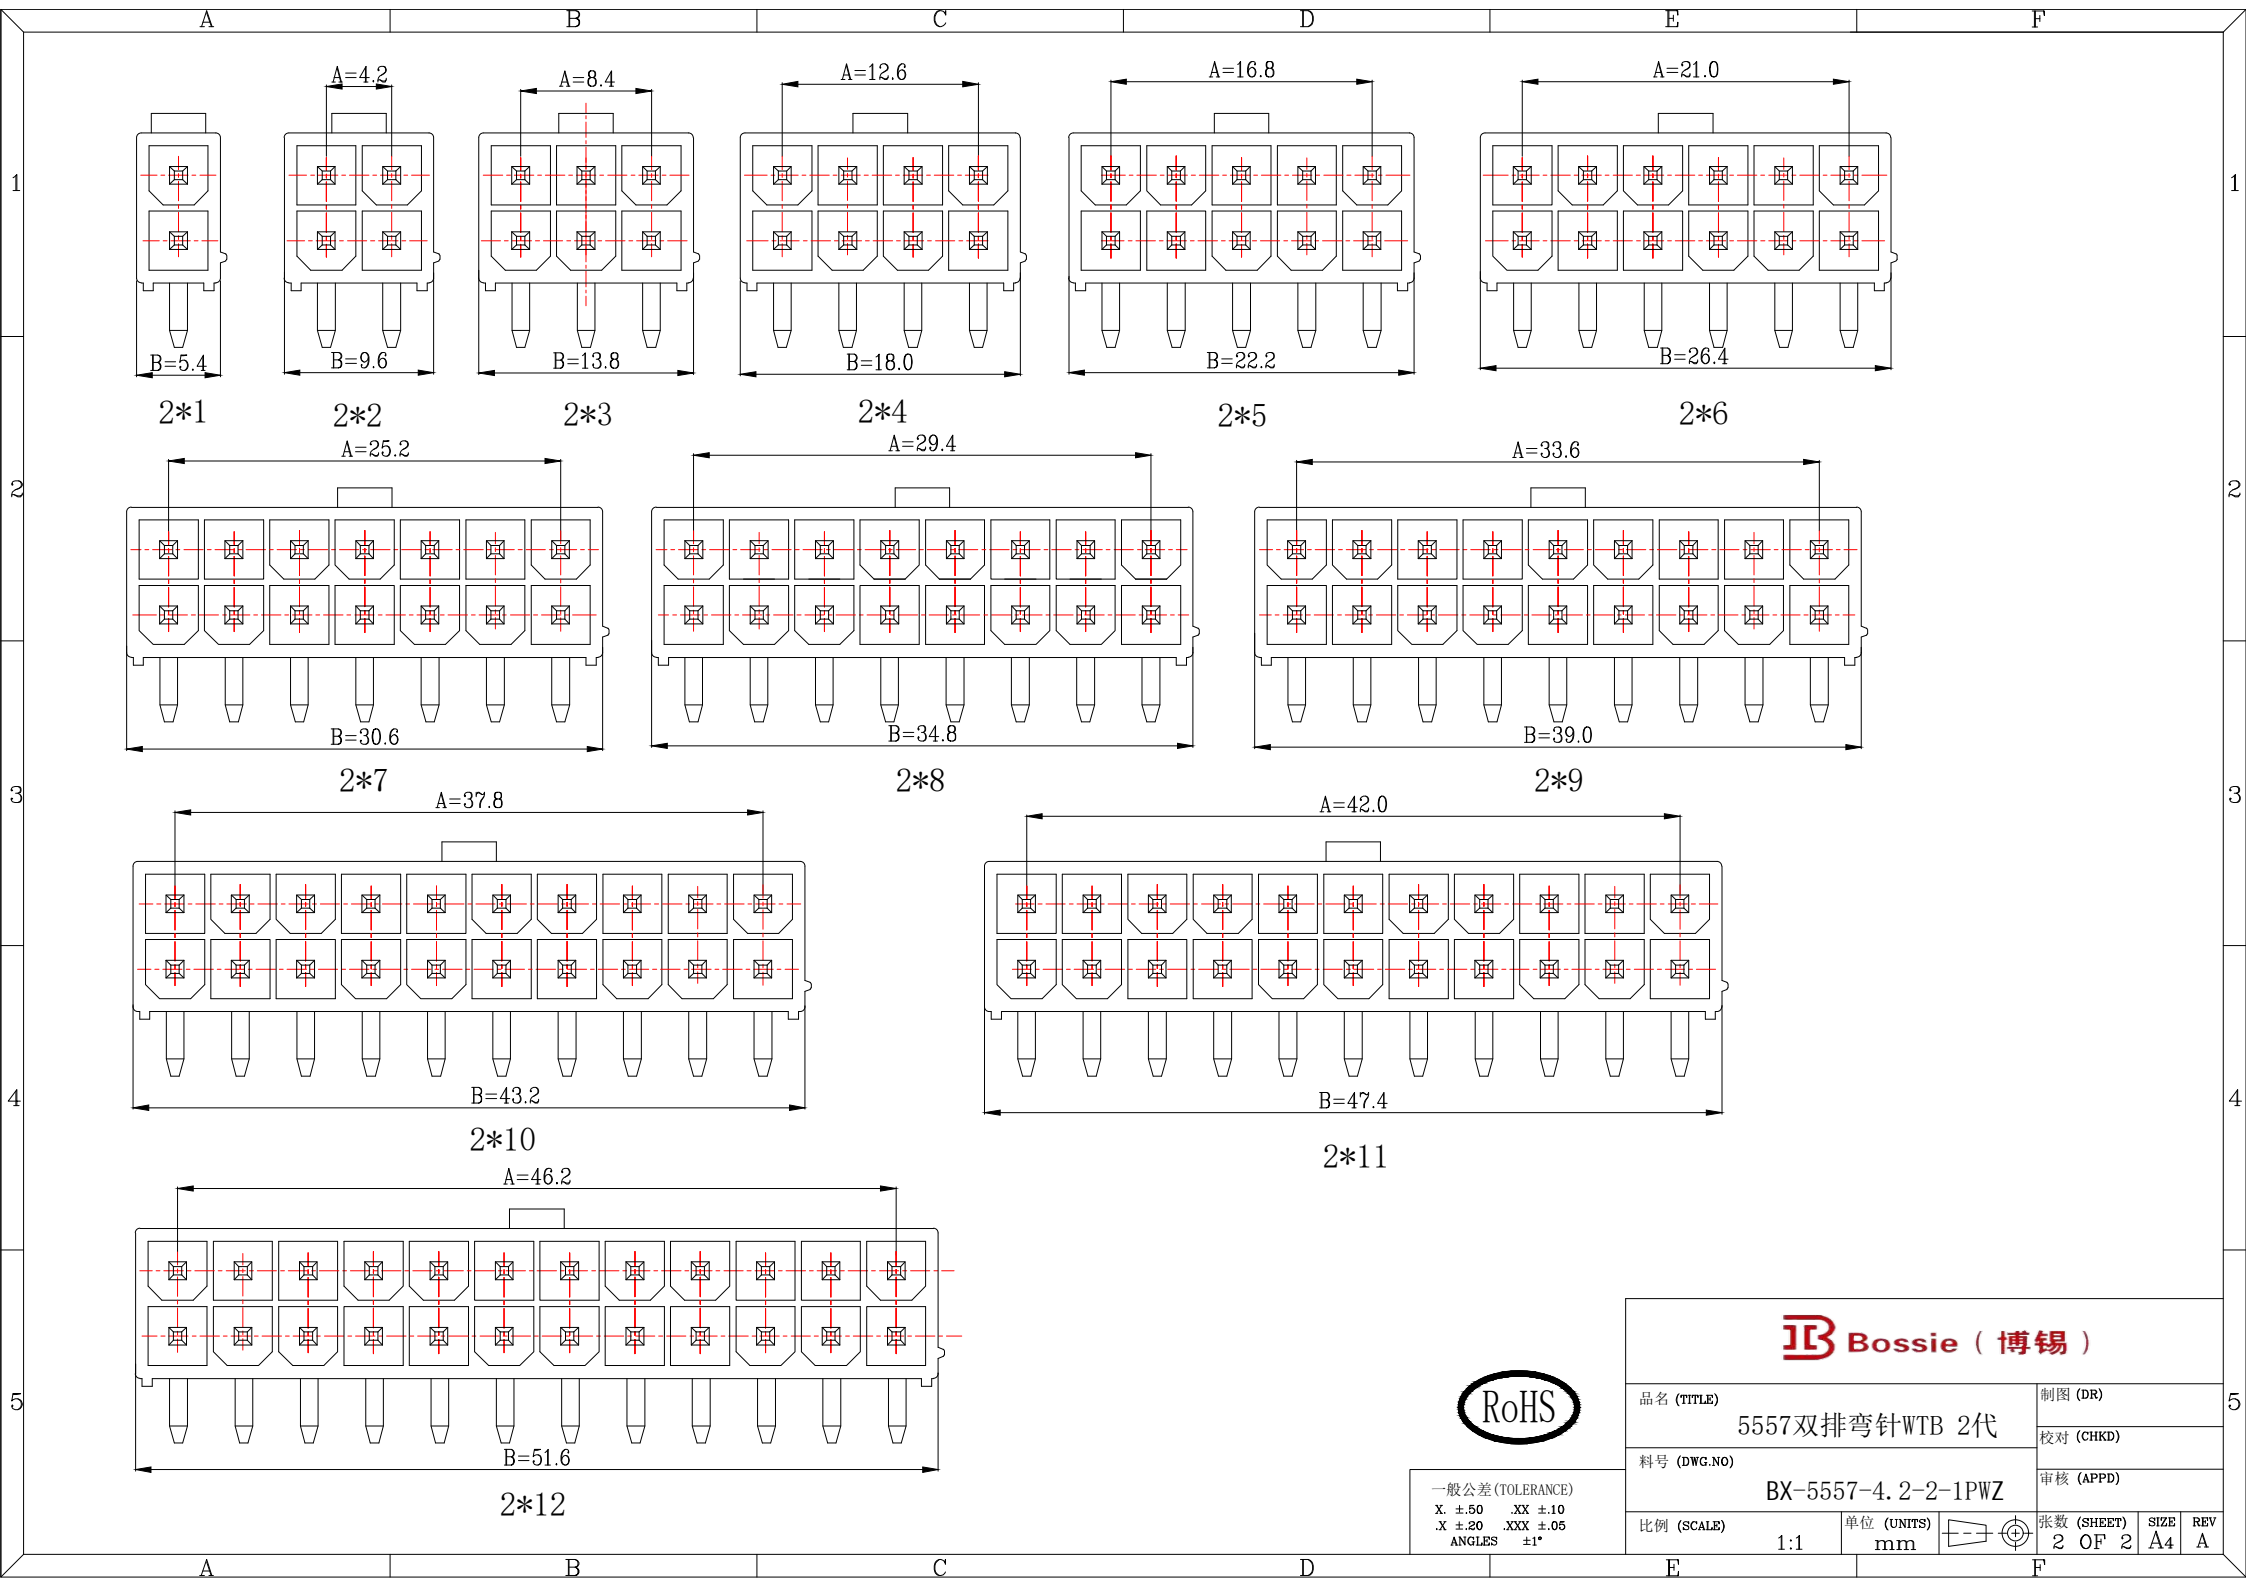 A B C D E F
A=4.2 A=8.4 A=12.6 A=16.8 A=21.0
1 1
B=5.4 B=9.6 B=13.8 B=18.0 B=22.2 B=26.4
2*1 2*2 2*3 2*4 2*5 2*6
A=25.2 A=29.4 A=33.6
2 2
B=30.6 B=34.8 B=39.0
2*7 2*8 2*9
3 3
A=37.8 A=42.0
4 4
B=43.2 B=47.4
2*10 2*11
A=46.2
5 5
B=51.6
2*12
RoHS
一般公差(TOLERANCE)
X. ±.50 .XX ±.10
.X ±.20 .XXX ±.05
ANGLES ±1°
Bossie（博锡）
品名 (TITLE)
5557双排弯针WTB 2代
制图 (DR)
校对 (CHKD)
料号 (DWG.NO)
BX-5557-4.2-2-1PWZ
审核 (APPD)
比例 (SCALE)
1:1
单位 (UNITS)
mm
张数 (SHEET)
2 OF 2
SIZE
A4
REV
A
A B C D E F